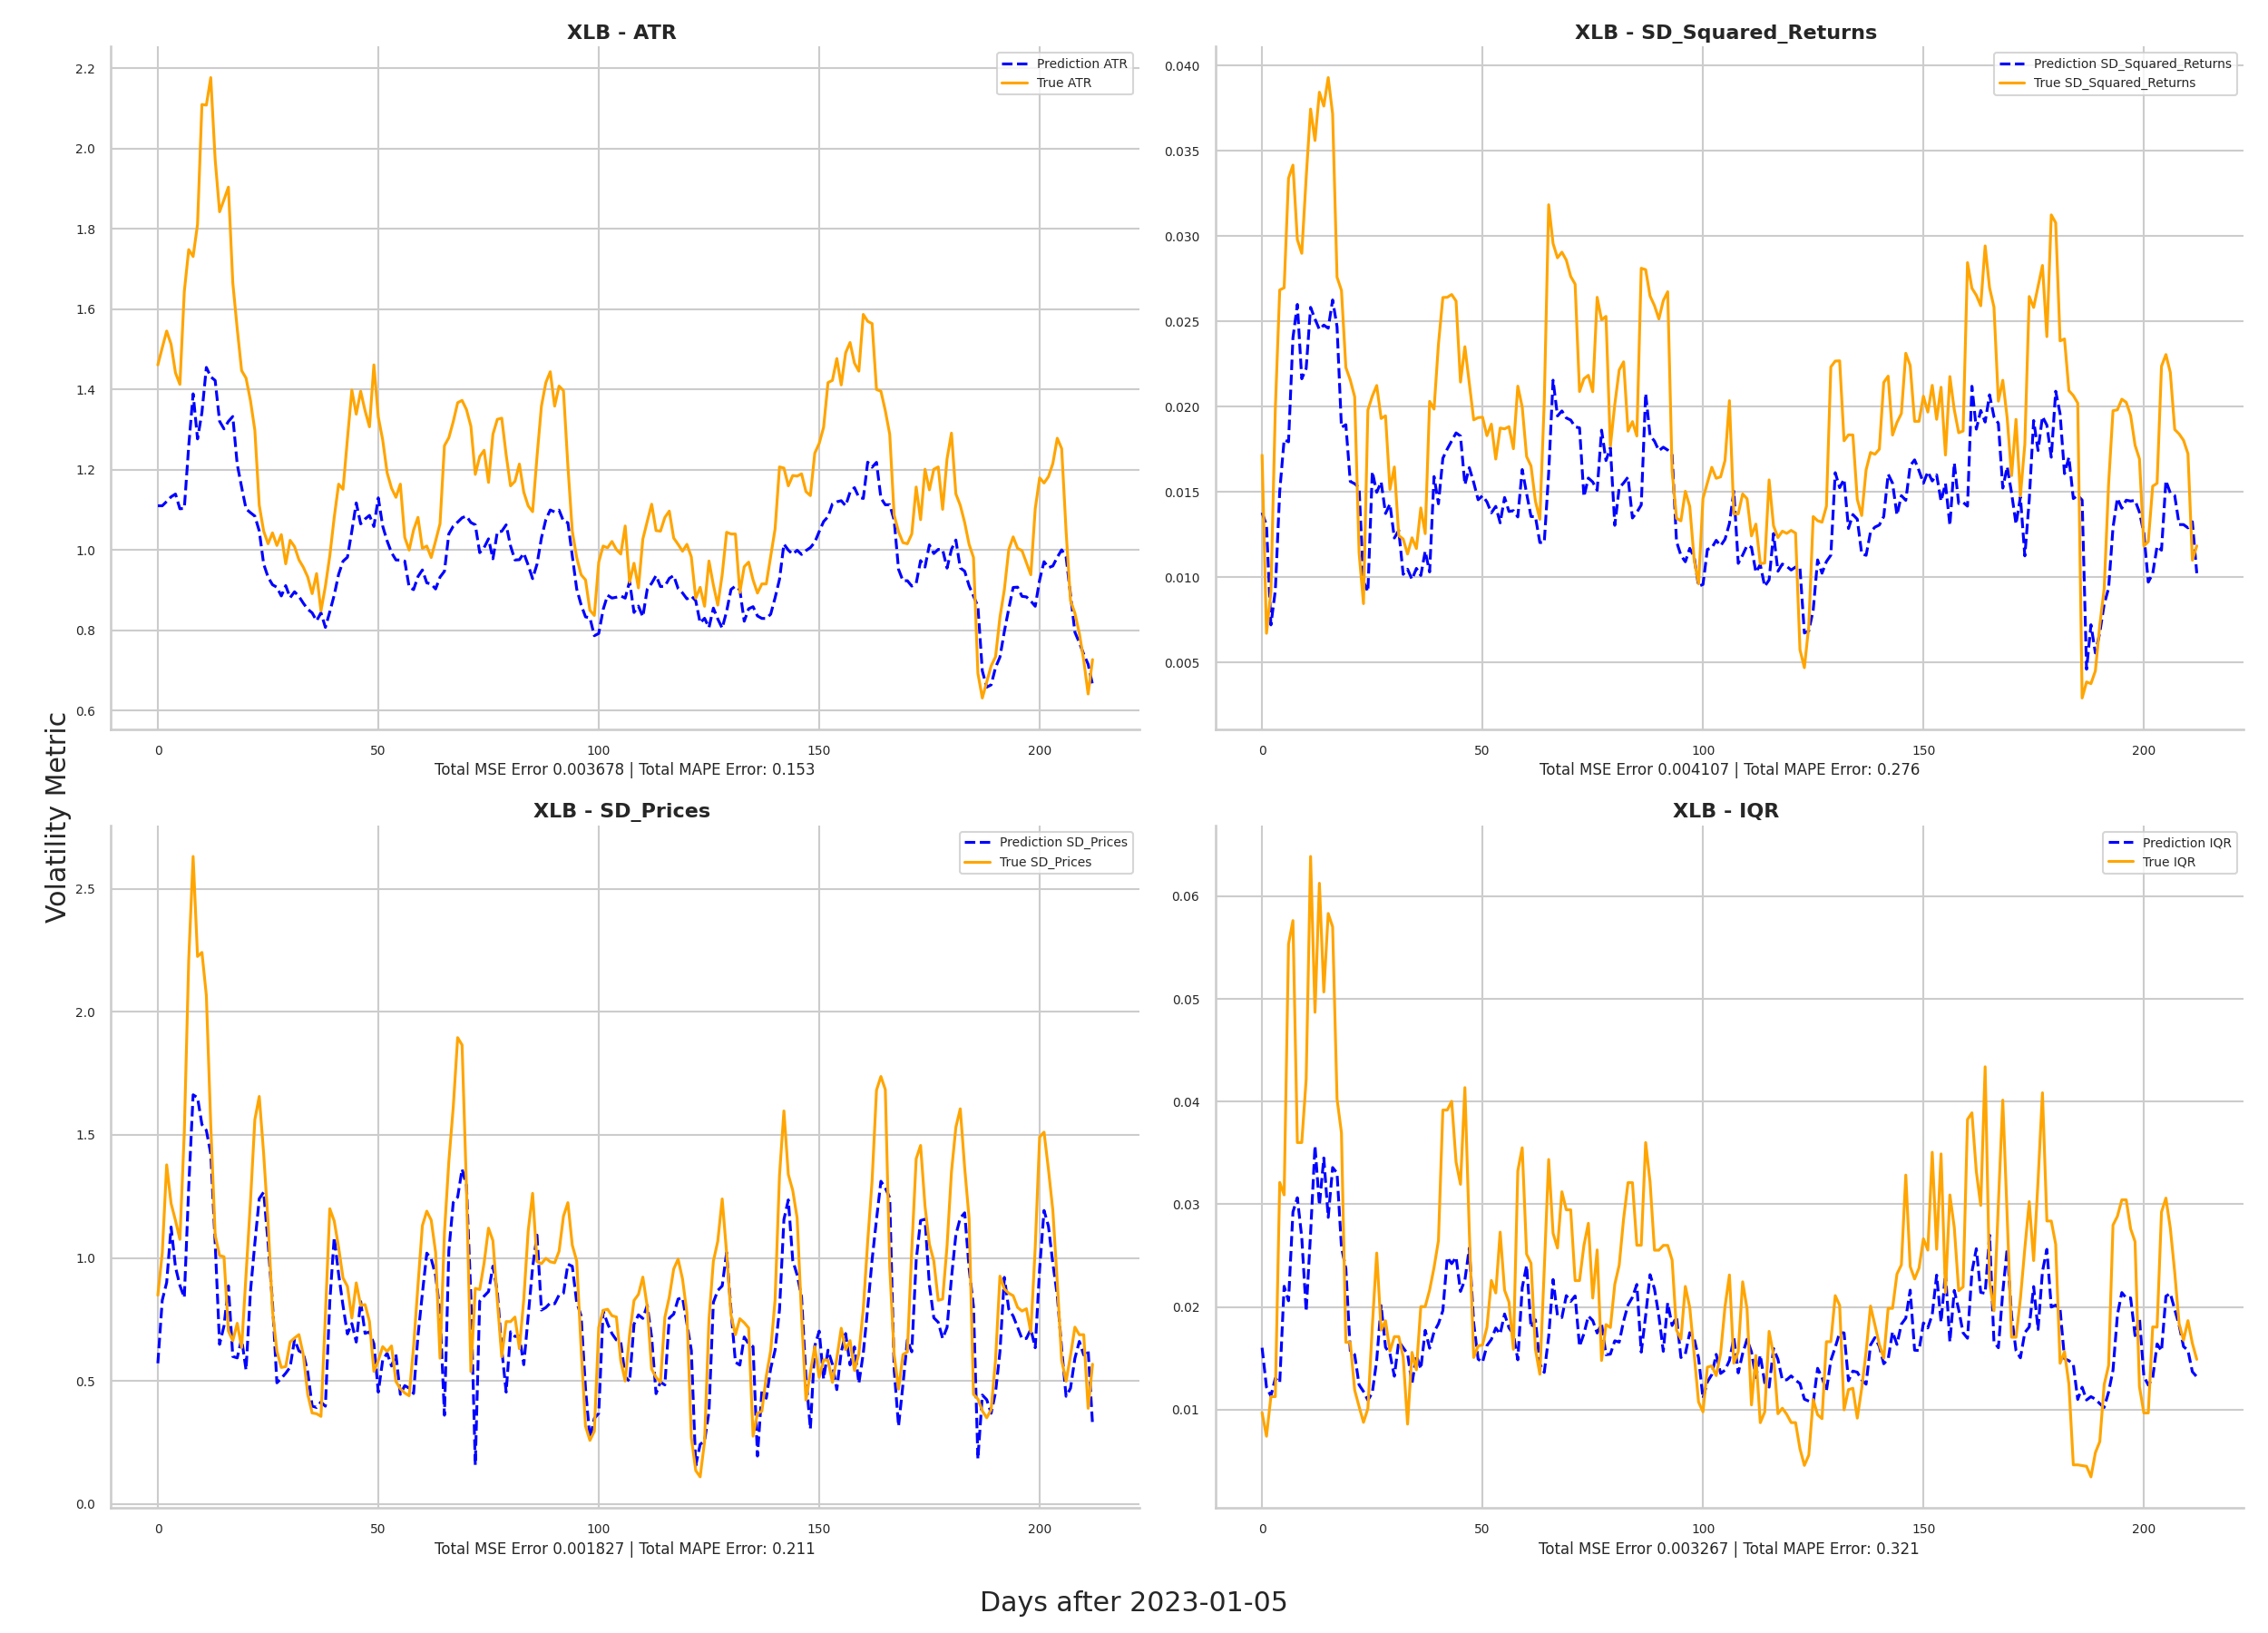 XLB - ATR
Prediction ATR
True ATR
2.2
2.0
1.8
1.6
1.4
1.2
1.0
0.8
0.6
0 50 100 150 200
Total MSE Error 0.003678 | Total MAPE Error: 0.153
XLB - SD_Squared_Returns
Prediction SD_Squared_Returns
True SD_Squared_Returns
0.040
0.035
0.030
0.025
0.020
0.015
0.010
0.005
0 50 100 150 200
Total MSE Error 0.004107 | Total MAPE Error: 0.276
Volatility Metric
XLB - SD_Prices
Prediction SD_Prices
True SD_Prices
2.5
2.0
1.5
1.0
0.5
0.0
0 50 100 150 200
Total MSE Error 0.001827 | Total MAPE Error: 0.211
XLB - IQR
Prediction IQR
True IQR
0.06
0.05
0.04
0.03
0.02
0.01
0 50 100 150 200
Total MSE Error 0.003267 | Total MAPE Error: 0.321
Days after 2023-01-05